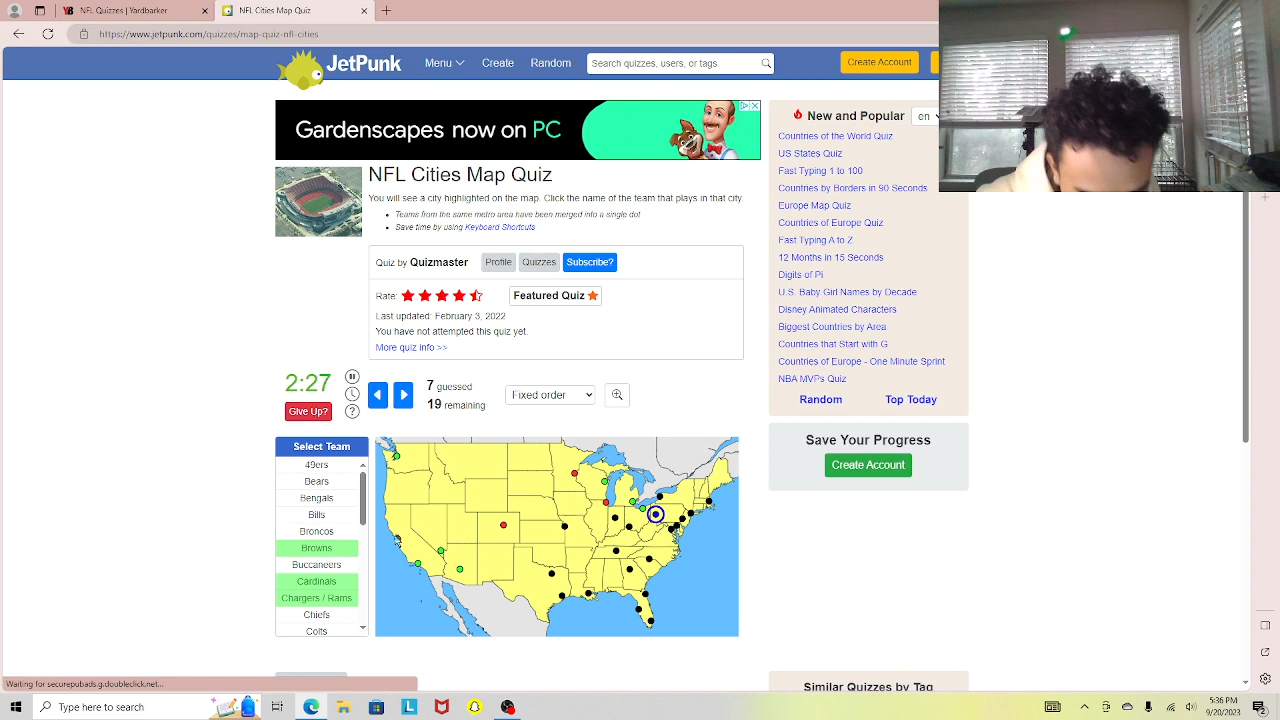 NFL Quizzes | Yardbarker
NFL Cities Map Quiz
https://www.jetpunk.com/quizzes/map-quiz-nfl-cities
JetPunk
Create
Random
Search quizzes, users, or tags
Create Account
Gardenscapes now on PC
NFL Cities Map Quiz
You will see a city highlighted on the map. Click the name of the team that plays in that city.
Teams from the same metro area have been merged into a single dot
Save time by using Keyboard Shortcuts
Quiz by Quizmaster
Profile
Quizzes
Subscribe?
Rate:
Featured Quiz
Last updated: February 3, 2022
You have not attempted this quiz yet.
More quiz info >>
2:27
Give Up?
7 guessed
19 remaining
Fixed order
Select Team
49ers
Bears
Bengals
Bills
Broncos
Browns
Buccaneers
Cardinals
Chargers / Rams
Chiefs
Colts
New and Popular
en
Countries of the World Quiz
US States Quiz
Fast Typing 1 to 100
Countries by Borders in 90 Seconds
Europe Map Quiz
Countries of Europe Quiz
Fast Typing A to Z
12 Months in 15 Seconds
Digits of Pi
U.S. Baby Girl Names by Decade
Disney Animated Characters
Biggest Countries by Area
Countries that Start with G
Countries of Europe - One Minute Sprint
NBA MVPs Quiz
Random
Top Today
Save Your Progress
Create Account
Similar Quizzes by Tag
Waiting for securepubads.g.doubleclick.net...
Type here to search
5:36 PM
9/20/2023
2